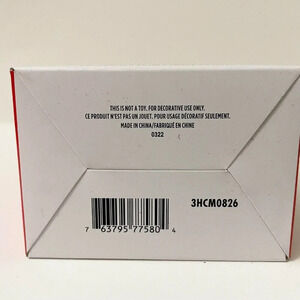 THIS IS NOT A TOY. FOR DECORATIVE USE ONLY.
CE PRODUIT N'EST PAS UN JOUET. POUR USAGE DÉCORATIF SEULEMENT.
MADE IN CHINA/FABRIQUÉ EN CHINE
0322
3HCM0826
7 63795 77580 4